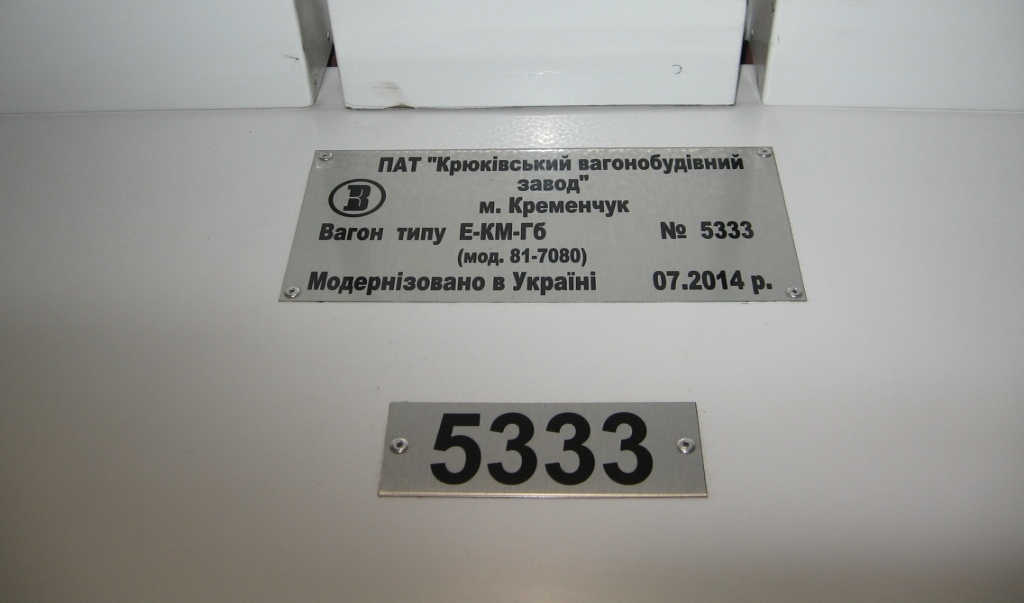 ПАТ "Крюківський вагонобудівний
завод"
м. Кременчук
Вагон типу Е-КМ-Гб № 5333
(мод. 81-7080)
Модернізовано в Україні 07.2014 р.
5333